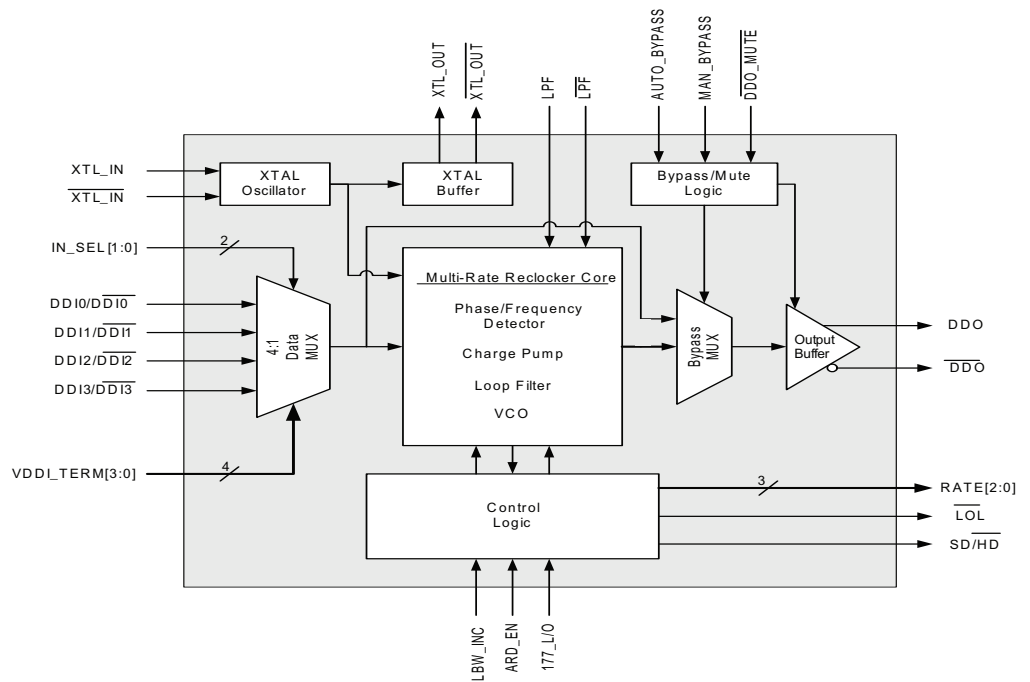 XTL_OUT
XTL_OUT
LPF
LPF
AUTO_BYPASS
MAN_BYPASS
DDO_MUTE
XTL_IN
XTL_IN
XTAL
Oscillator
XTAL
Buffer
Bypass/Mute
Logic
IN_SEL[1:0]
2
DDI0/DDI0
DDI1/DDI1
DDI2/DDI2
DDI3/DDI3
4:1
Data
MUX
Multi-Rate Reclocker Core
Phase/Frequency
Detector
Charge Pump
Loop Filter
VCO
Bypass
MUX
Output
Buffer
DDO
DDO
VDDI_TERM[3:0]
4
Control
Logic
3
RATE[2:0]
LOL
SD/HD
LBW_INC
ARD_EN
177_L/O